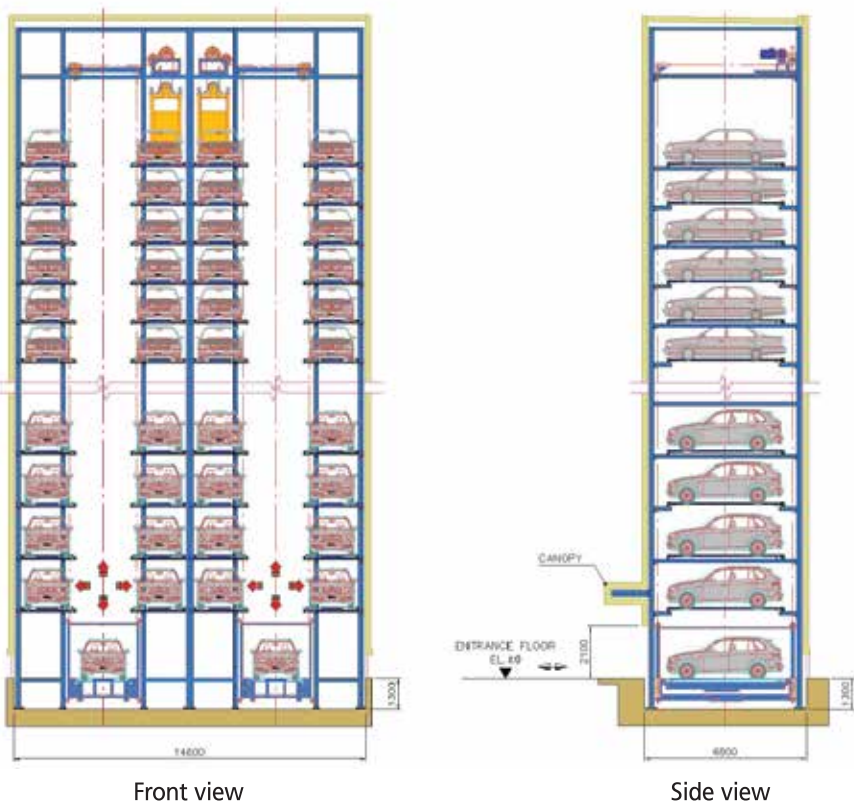 CANOPY
ENTRANCE FLOOR
EL.±0
2100
1300
1300
14600
6800
Front view
Side view